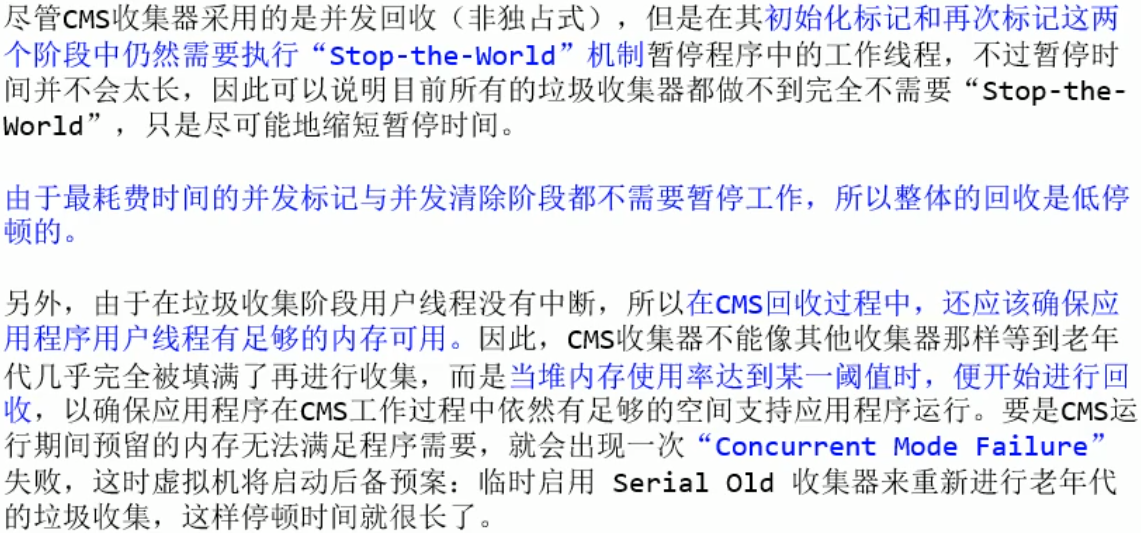 尽管CMS收集器采用的是并发回收（非独占式），但是在其初始化标记和再次标记这两
个阶段中仍然需要执行“Stop-the-World”机制暂停程序中的工作线程，不过暂停时
间并不会太长，因此可以说明目前所有的垃圾收集器都做不到完全不需要“Stop-the-
World”，只是尽可能地缩短暂停时间。
由于最耗费时间的并发标记与并发清除阶段都不需要暂停工作，所以整体的回收是低停
顿的。
另外，由于在垃圾收集阶段用户线程没有中断，所以在CMS回收过程中，还应该确保应
用程序用户线程有足够的内存可用。因此，CMS收集器不能像其他收集器那样等到老年
代几乎完全被填满了再进行收集，而是当堆内存使用率达到某一阈值时，便开始进行回
收，以确保应用程序在CMS工作过程中依然有足够的空间支持应用程序运行。要是CMS运
行期间预留的内存无法满足程序需要，就会出现一次“Concurrent Mode Failure”
失败，这时虚拟机将启动后备预案：临时启用 Serial Old 收集器来重新进行老年代
的垃圾收集，这样停顿时间就很长了。